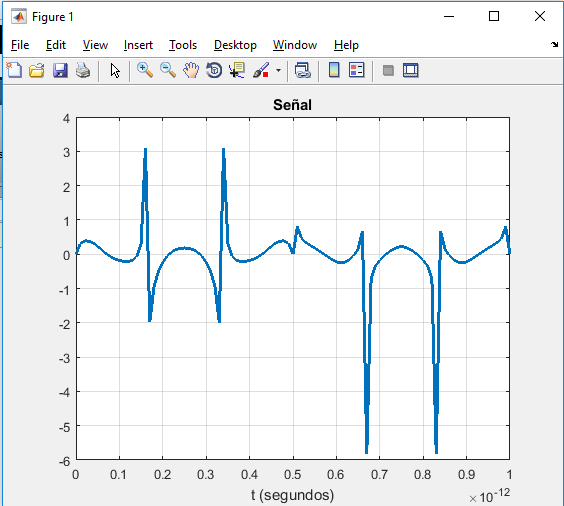 Figure 1
File Edit View Insert Tools Desktop Window Help
Señal
4
3
2
1
0
-1
-2
-3
-4
-5
-6
0 0.1 0.2 0.3 0.4 0.5 0.6 0.7 0.8 0.9 1
t (segundos)
×10-12